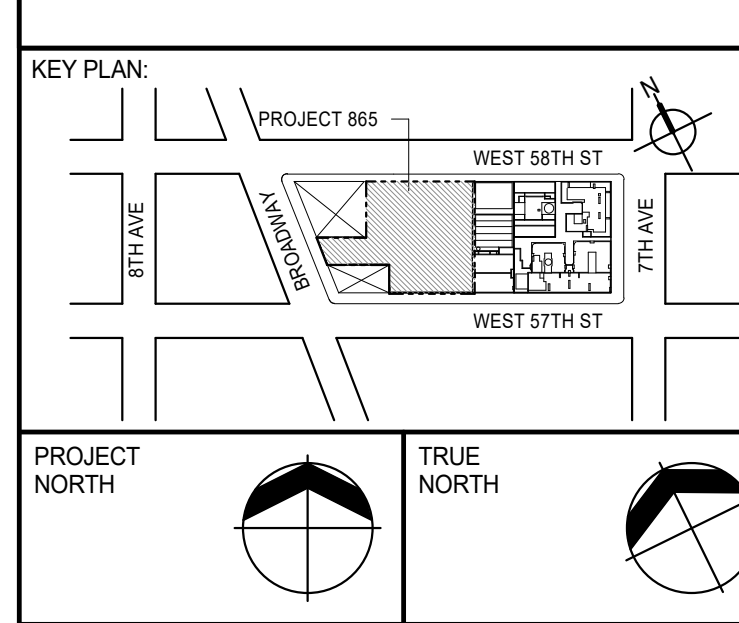 KEY PLAN:
N
PROJECT 865
WEST 58TH ST
8TH AVE
BROADWAY
7TH AVE
WEST 57TH ST
PROJECT
NORTH
TRUE
NORTH